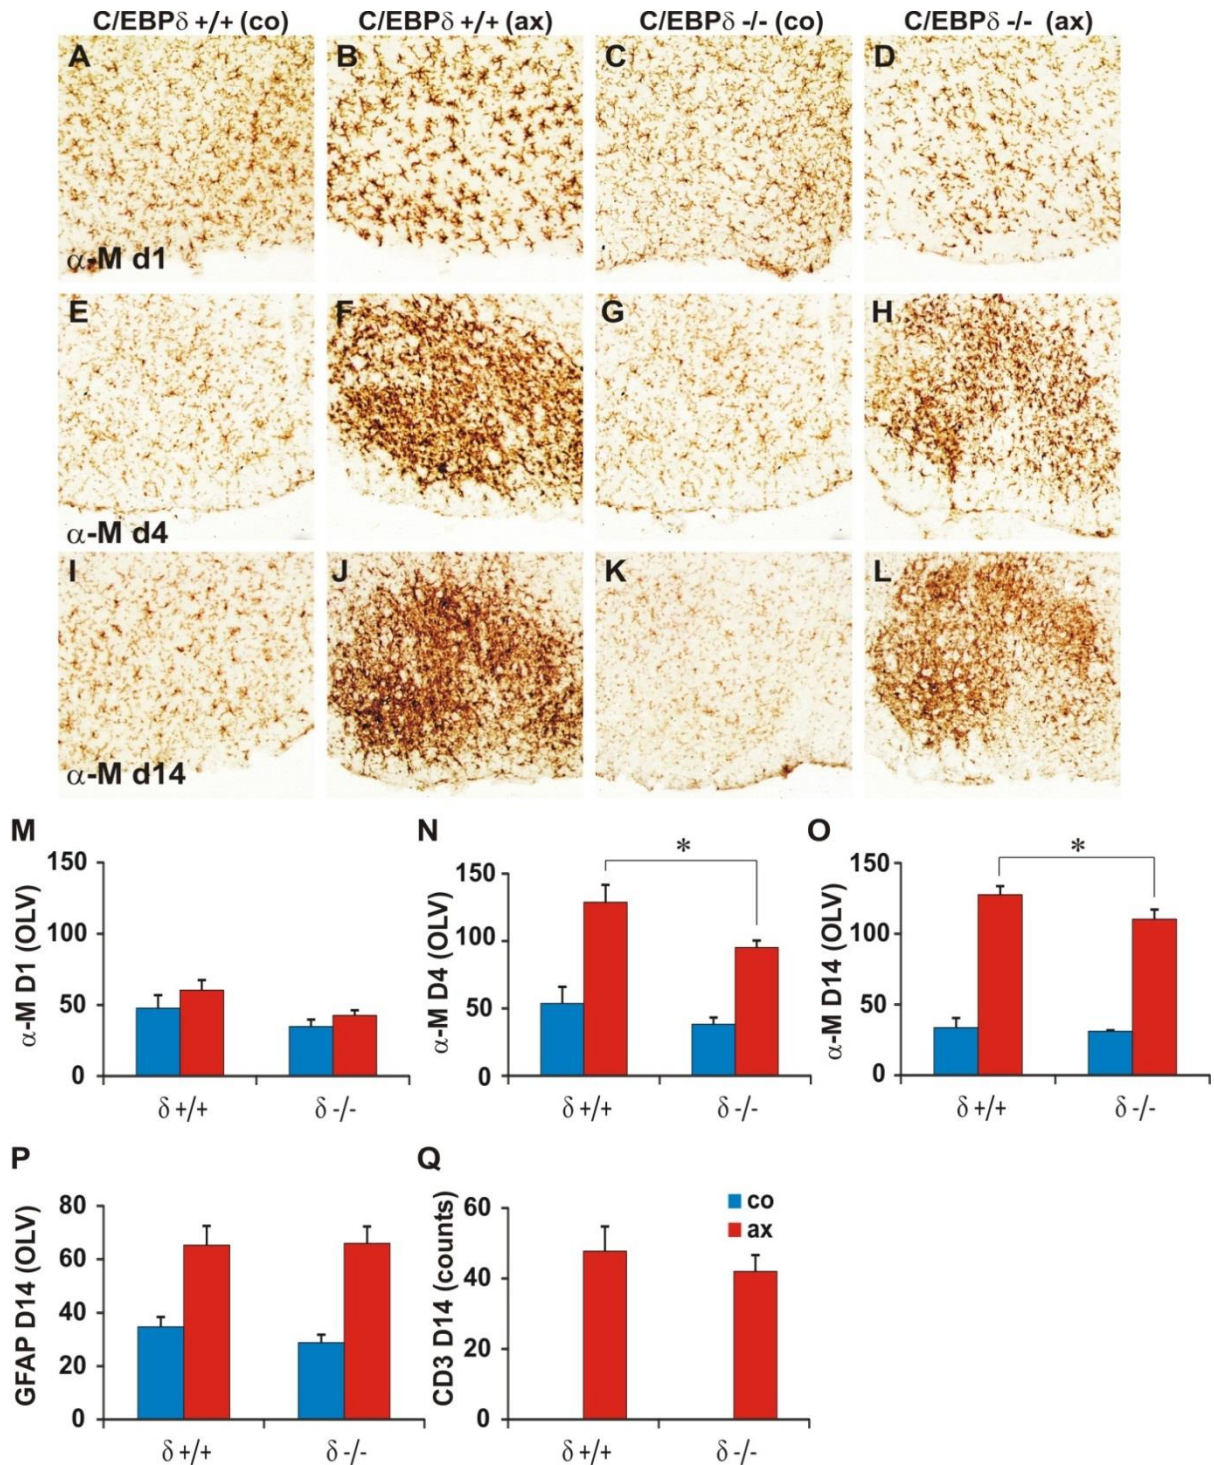 C/EBPδ +/+ (co) C/EBPδ +/+ (ax) C/EBPδ -/- (co) C/EBPδ -/- (ax)
A B C D
α-M d1
E F G H
α-M d4
I J K L
α-M d14
M
150
100
50
0
α-M D1 (OLV)
δ +/+ δ -/-
N
*
150
100
50
0
α-M D4 (OLV)
δ +/+ δ -/-
O
*
150
100
50
0
α-M D14 (OLV)
δ +/+ δ -/-
P
80
60
40
20
0
GFAP D14 (OLV)
δ +/+ δ -/-
Q
60
40
20
0
CD3 D14 (counts)
co
ax
δ +/+ δ -/-